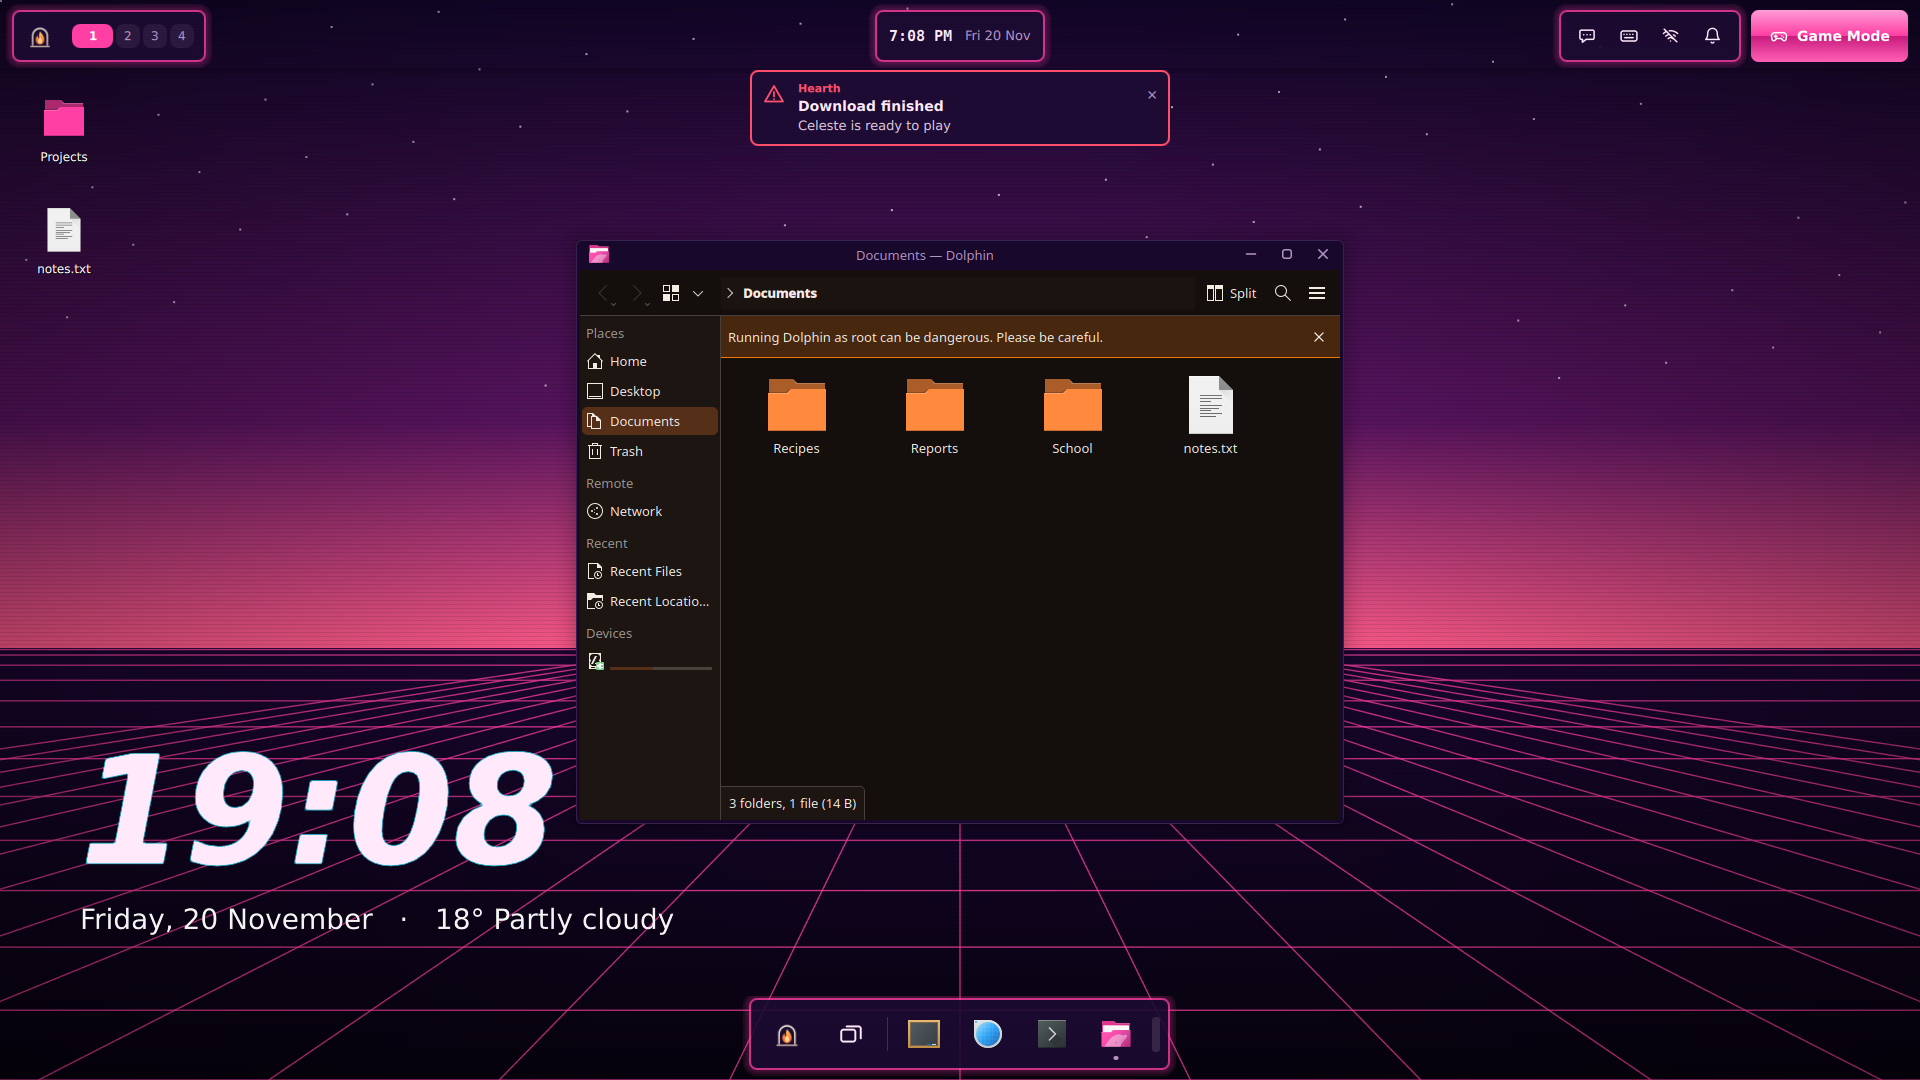 1 2 3 4
7:08 PM Fri 20 Nov
Game Mode
Hearth
Download finished
Celeste is ready to play
Projects
notes.txt
Documents — Dolphin
Documents
Split
Places
Home
Desktop
Documents
Trash
Remote
Network
Recent
Recent Files
Recent Locatio...
Devices
Running Dolphin as root can be dangerous. Please be careful.
Recipes
Reports
School
notes.txt
3 folders, 1 file (14 B)
19:08
Friday, 20 November · 18° Partly cloudy